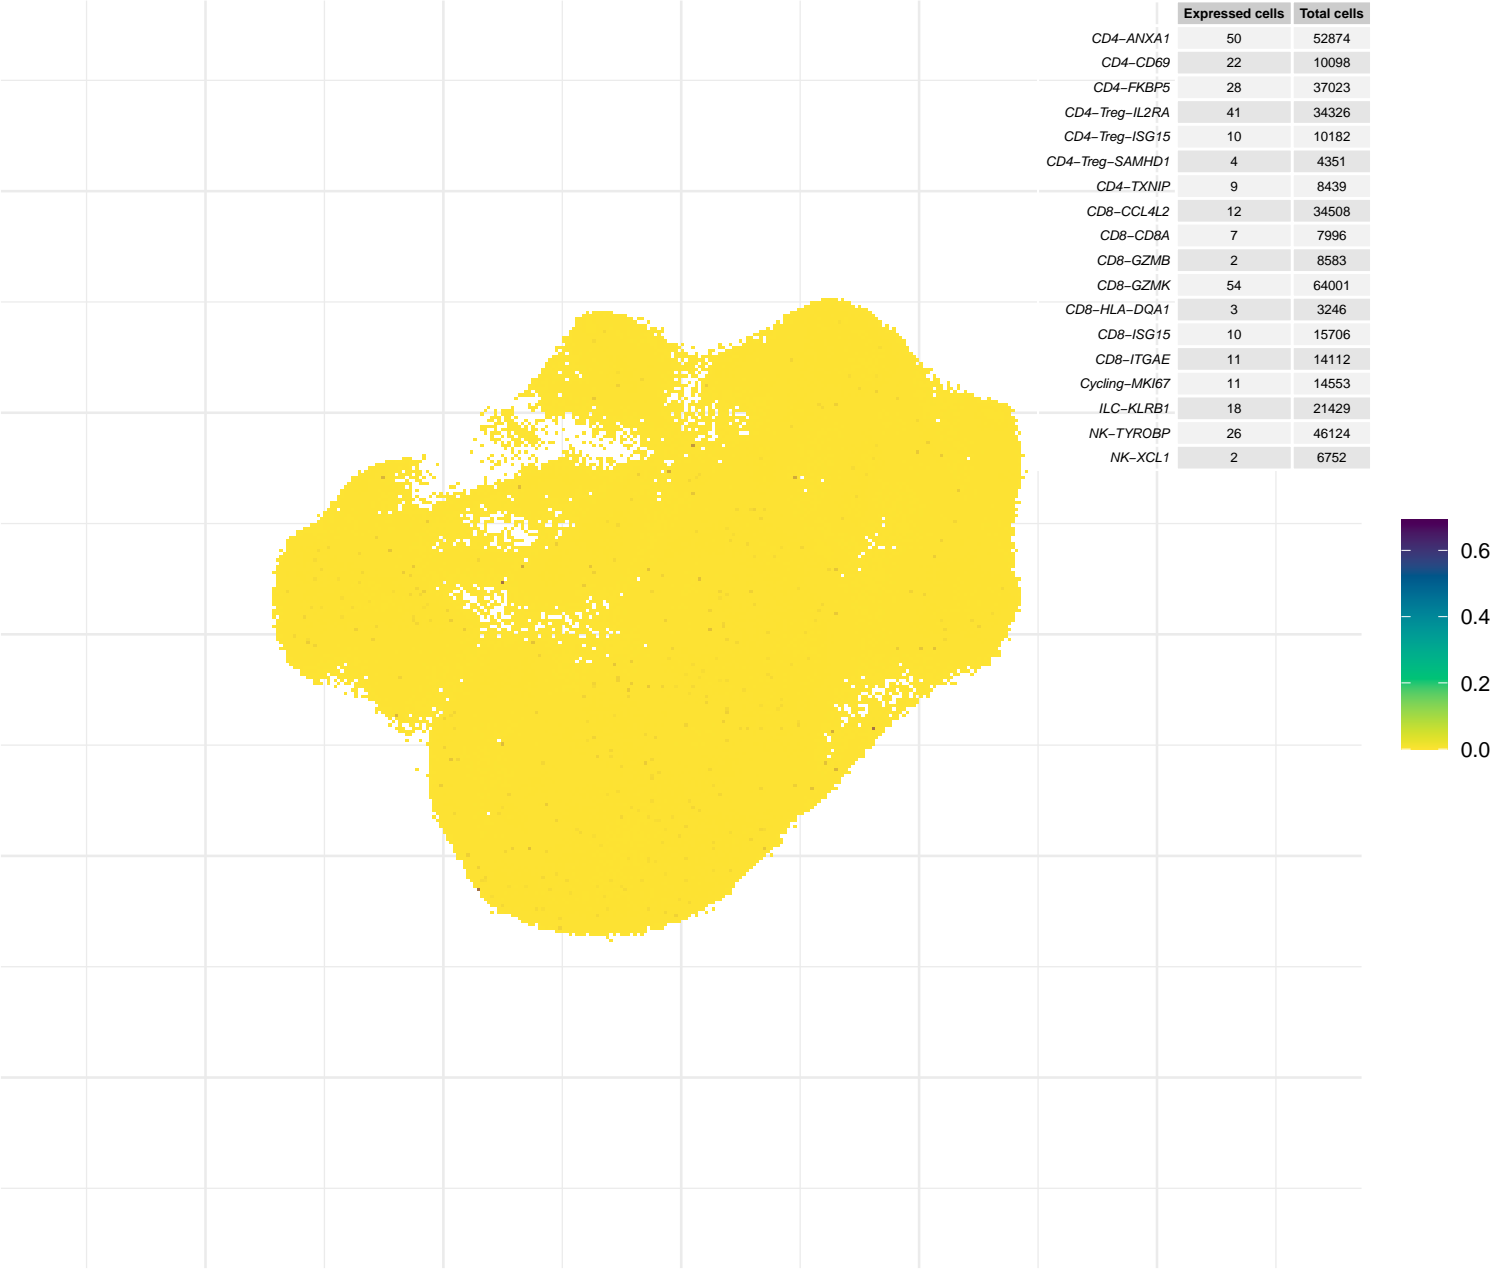 Expressed cells Total cells
CD4−ANXA1 50 52874
CD4−CD69 22 10098
CD4−FKBP5 28 37023
CD4−Treg−IL2RA 41 34326
CD4−Treg−ISG15 10 10182
CD4−Treg−SAMHD1 4 4351
CD4−TXNIP 9 8439
CD8−CCL4L2 12 34508
CD8−CD8A 7 7996
CD8−GZMB 2 8583
CD8−GZMK 54 64001
CD8−HLA−DQA1 3 3246
CD8−ISG15 10 15706
CD8−ITGAE 11 14112
Cycling−MKI67 11 14553
ILC−KLRB1 18 21429
NK−TYROBP 26 46124
NK−XCL1 2 6752
0.6
0.4
0.2
0.0